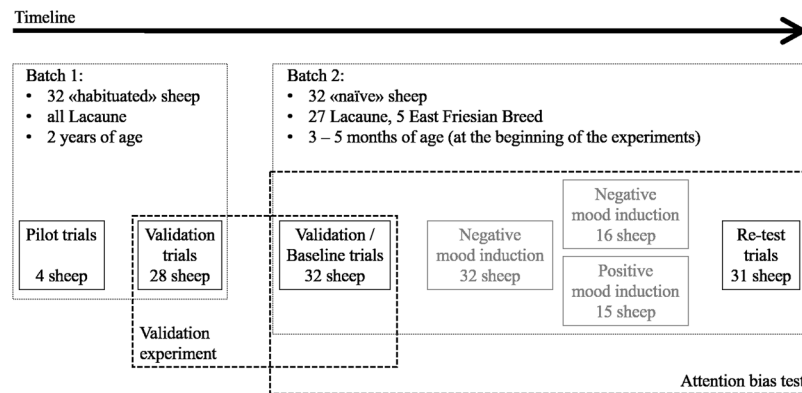 Timeline
Batch 1:
• 32 «habituated» sheep
• all Lacaune
• 2 years of age
Batch 2:
• 32 «naïve» sheep
• 27 Lacaune, 5 East Friesian Breed
• 3 – 5 months of age (at the beginning of the experiments)
Pilot trials
4 sheep
Validation
trials
28 sheep
Validation /
Baseline trials
32 sheep
Negative
mood induction
32 sheep
Negative
mood induction
16 sheep
Positive
mood induction
15 sheep
Re-test
trials
31 sheep
Validation
experiment
Attention bias test